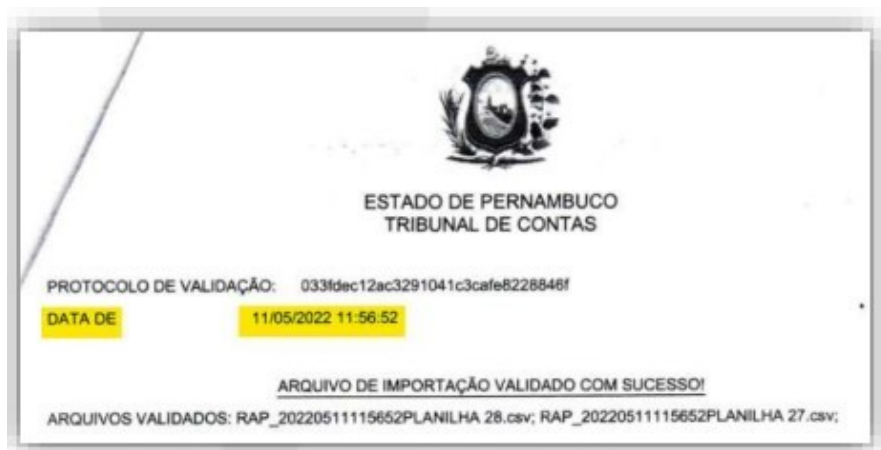 ESTADO DE PERNAMBUCO
TRIBUNAL DE CONTAS
PROTOCOLO DE VALIDAÇÃO: 033fdec12ac3291041c3cafe8228846f
DATA DE 11/05/2022 11:56:52
ARQUIVO DE IMPORTAÇÃO VALIDADO COM SUCESSO!
ARQUIVOS VALIDADOS: RAP_20220511115652PLANILHA 28.csv; RAP_20220511115652PLANILHA 27.csv;